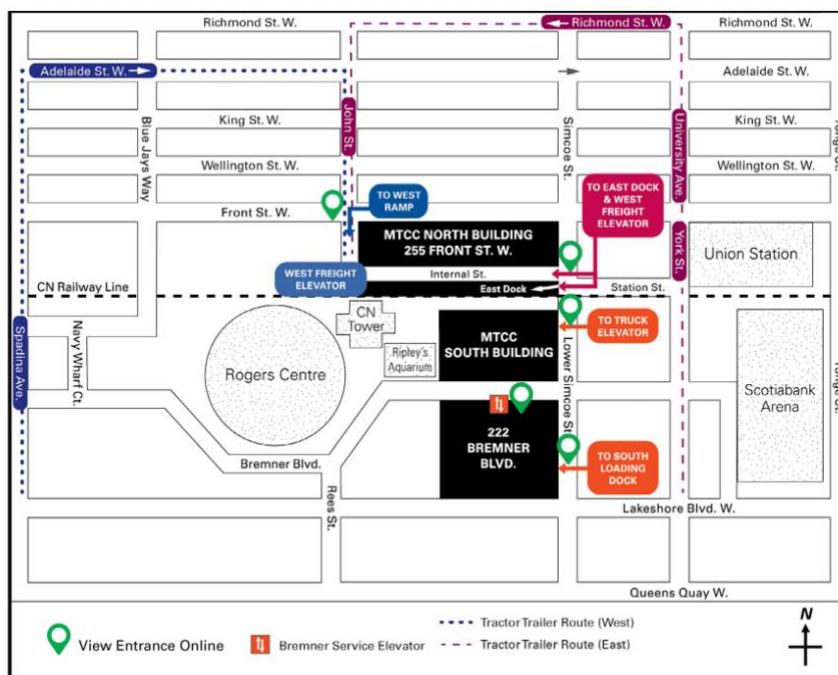 Richmond St. W.
Richmond St. W.
Richmond St. W.
Adelaide St. W.
Adelaide St. W.
John St.
Blue Jays Way
Simcoe St.
University Ave.
King St. W.
King St. W.
Wellington St. W.
Wellington St. W.
Front St. W.
TO WEST
RAMP
TO EAST DOCK
& WEST
FREIGHT
ELEVATOR
MTCC NORTH BUILDING
255 FRONT ST. W.
York St.
Union Station
WEST FREIGHT
ELEVATOR
Internal St.
East Dock
Station St.
CN Railway Line
CN
Tower
TO TRUCK
ELEVATOR
MTCC
SOUTH BUILDING
Ripley's
Aquarium
Spadina Ave.
Navy Wharf Ct.
Rogers Centre
Lower Simcoe St.
Scotiabank
Arena
222
BREMNER
BLVD.
TO SOUTH
LOADING
DOCK
Bremner Blvd.
Rees St.
Lakeshore Blvd. W.
Queens Quay W.
View Entrance Online
Bremner Service Elevator
Tractor Trailer Route (West)
Tractor Trailer Route (East)
N